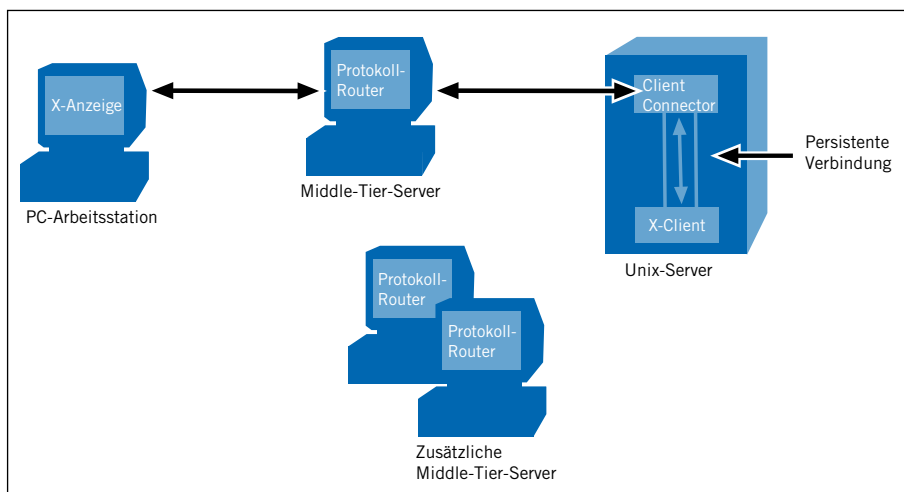 X-Anzeige
PC-Arbeitsstation
Protokoll-
Router
Middle-Tier-Server
Client
Connector
X-Client
Unix-Server
Persistente
Verbindung
Protokoll-
Router
Protokoll-
Router
Zusätzliche
Middle-Tier-Server